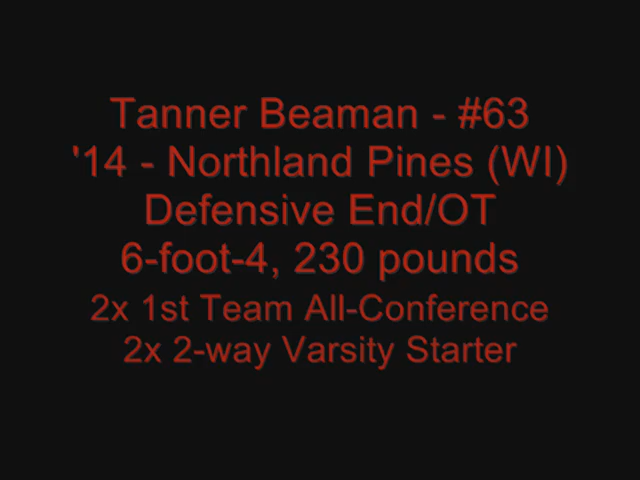 Tanner Beaman - #63
'14 - Northland Pines (WI)
Defensive End/OT
6-foot-4, 230 pounds
2x 1st Team All-Conference
2x 2-way Varsity Starter